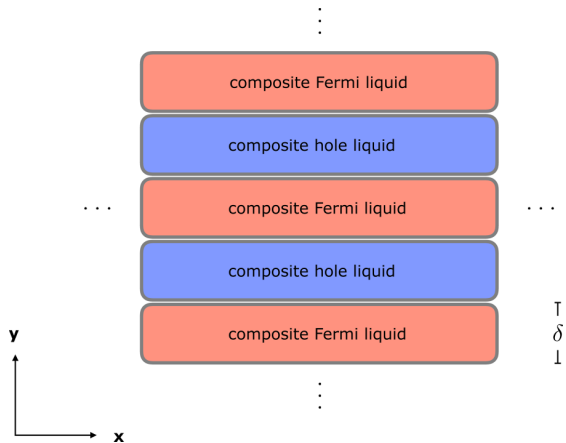 composite Fermi liquid
composite hole liquid
. . . composite Fermi liquid . . .
composite hole liquid
composite Fermi liquid
δ
y
x